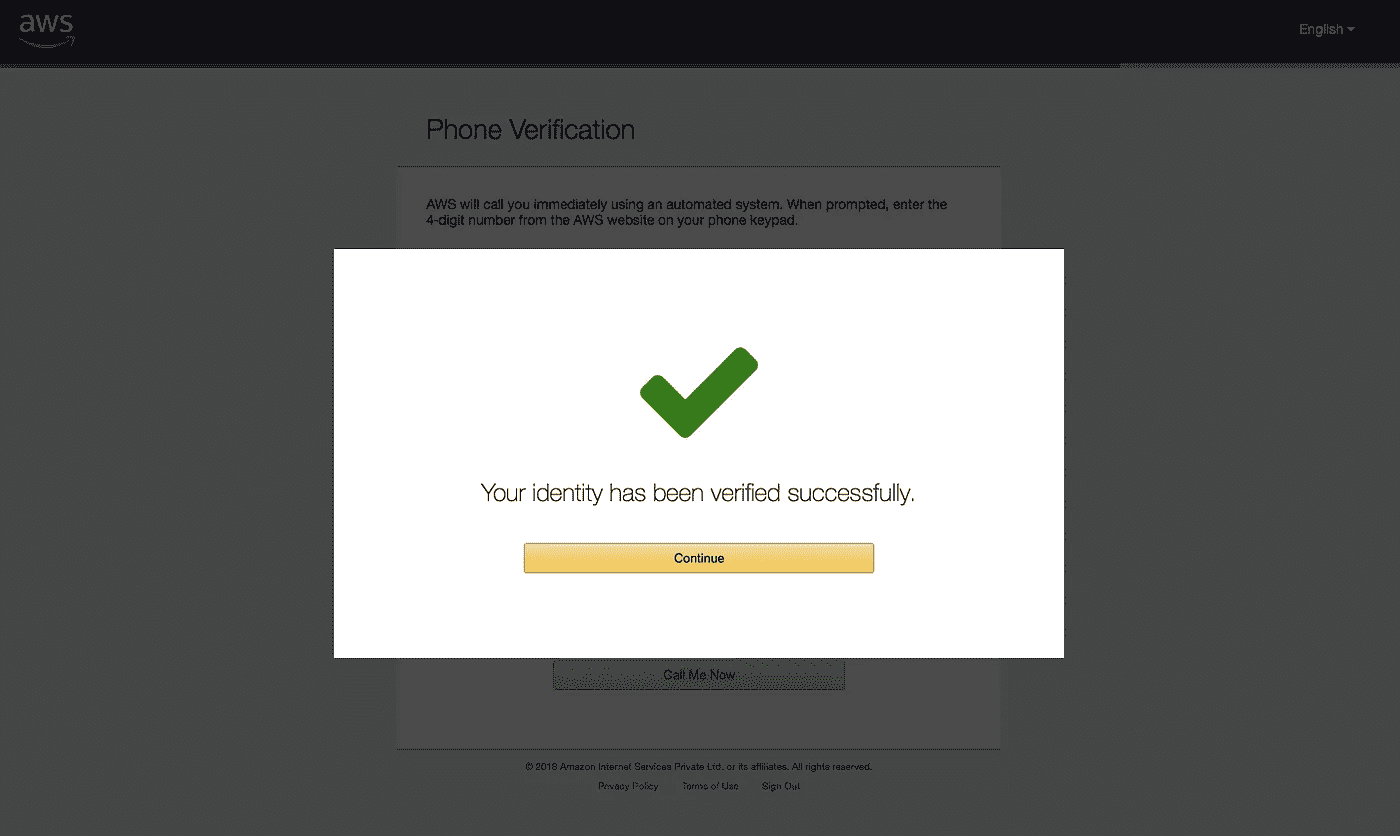 aws
English
Phone Verification
AWS will call you immediately using an automated system. When prompted, enter the
4-digit number from the AWS website on your phone keypad.
Your identity has been verified successfully.
Continue
Call Me Now
© 2018 Amazon Internet Services Private Ltd. or its affiliates. All rights reserved.
Privacy Policy Terms of Use Sign Out